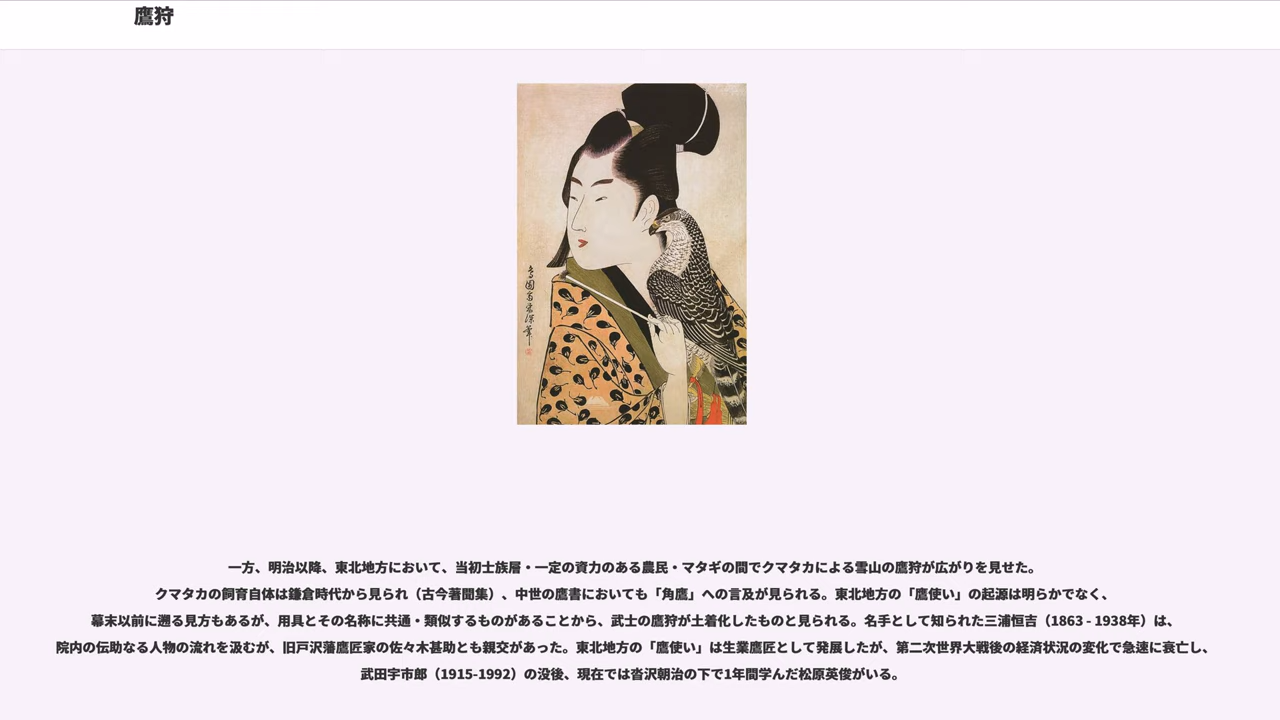 鷹狩
一方、明治以降、東北地方において、当初士族層・一定の資力のある農民・マタギの間でクマタカによる雪山の鷹狩が広がりを見せた。
クマタカの飼育自体は鎌倉時代から見られ（古今著聞集）、中世の鷹書においても「角鷹」への言及が見られる。東北地方の「鷹使い」の起源は明らかでなく、
幕末以前に遡る見方もあるが、用具とその名称に共通・類似するものがあることから、武士の鷹狩が土着化したものと見られる。名手として知られた三浦恒吉（1863 - 1938年）は、
院内の伝助なる人物の流れを汲むが、旧戸沢藩鷹匠家の佐々木甚助とも親交があった。東北地方の「鷹使い」は生業鷹匠として発展したが、第二次世界大戦後の経済状況の変化で急速に衰亡し、
武田宇市郎（1915-1992）の没後、現在では沓沢朝治の下で1年間学んだ松原英俊がいる。